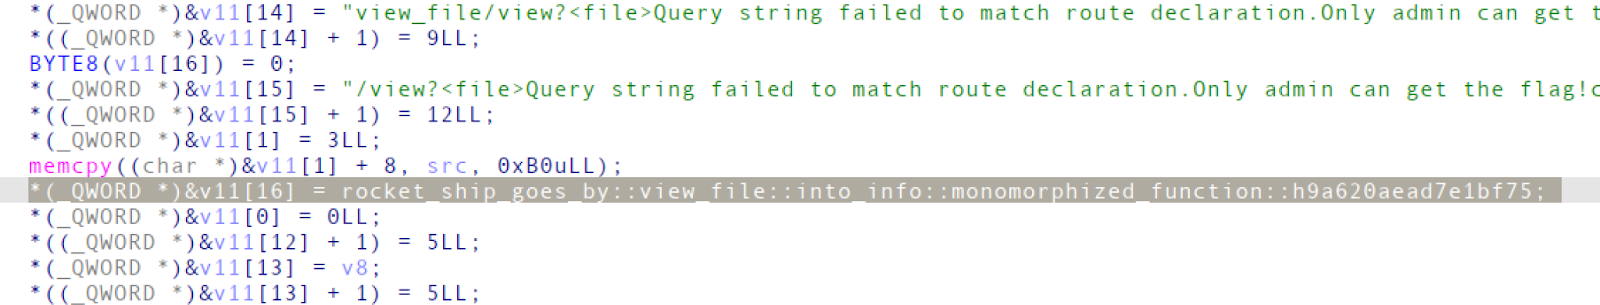 *(_QWORD *)&v11[14] = "view_file/view?<file>Query string failed to match route declaration.Only admin can get t
*((_QWORD *)&v11[14] + 1) = 9LL;
BYTE8(v11[16]) = 0;
*(_QWORD *)&v11[15] = "/view?<file>Query string failed to match route declaration.Only admin can get the flag!c
*((_QWORD *)&v11[15] + 1) = 12LL;
*(_QWORD *)&v11[1] = 3LL;
memcpy((char *)&v11[1] + 8, src, 0xB0uLL);
*(_QWORD *)&v11[16] = rocket_ship_goes_by::view_file::into_info::monomorphized_function::h9a620aead7e1bf75;
*(_QWORD *)&v11[0] = 0LL;
*((_QWORD *)&v11[12] + 1) = 5LL;
*(_QWORD *)&v11[13] = v8;
*((_QWORD *)&v11[13] + 1) = 5LL;